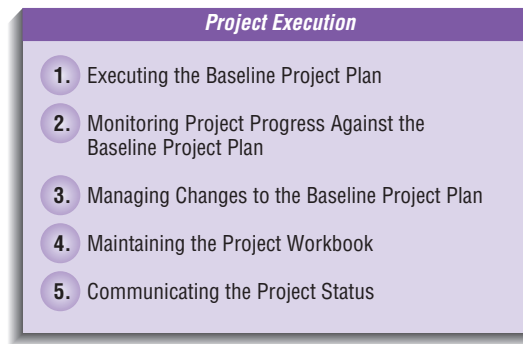 Project Execution
1. Executing the Baseline Project Plan
2. Monitoring Project Progress Against the
Baseline Project Plan
3. Managing Changes to the Baseline Project Plan
4. Maintaining the Project Workbook
5. Communicating the Project Status